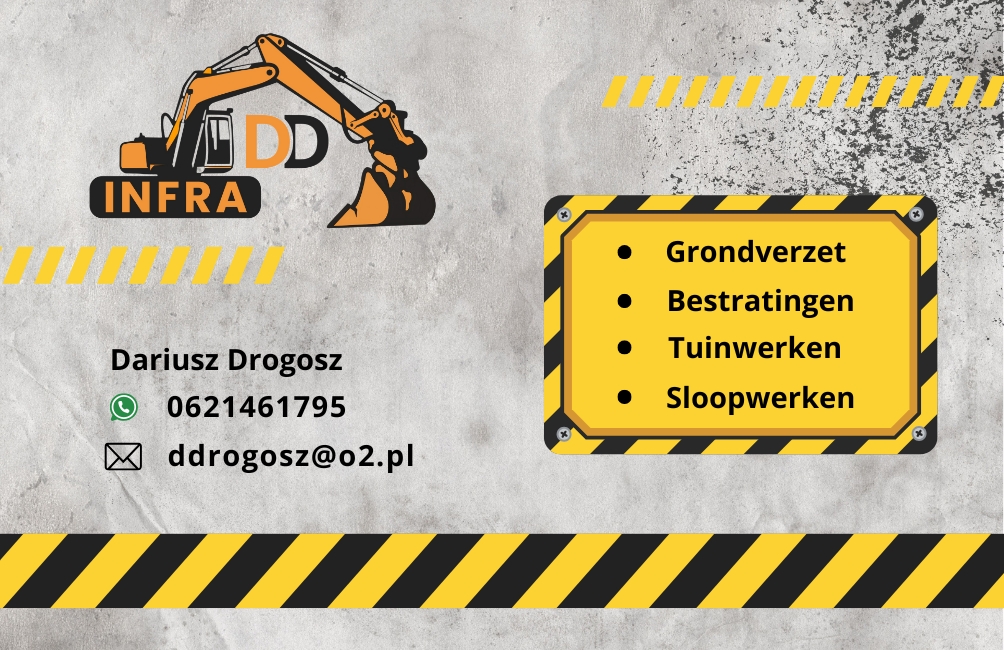 DD
INFRA
Dariusz Drogosz
0621461795
ddrogosz@o2.pl
• Grondverzet
• Bestratingen
• Tuinwerken
• Sloopwerken